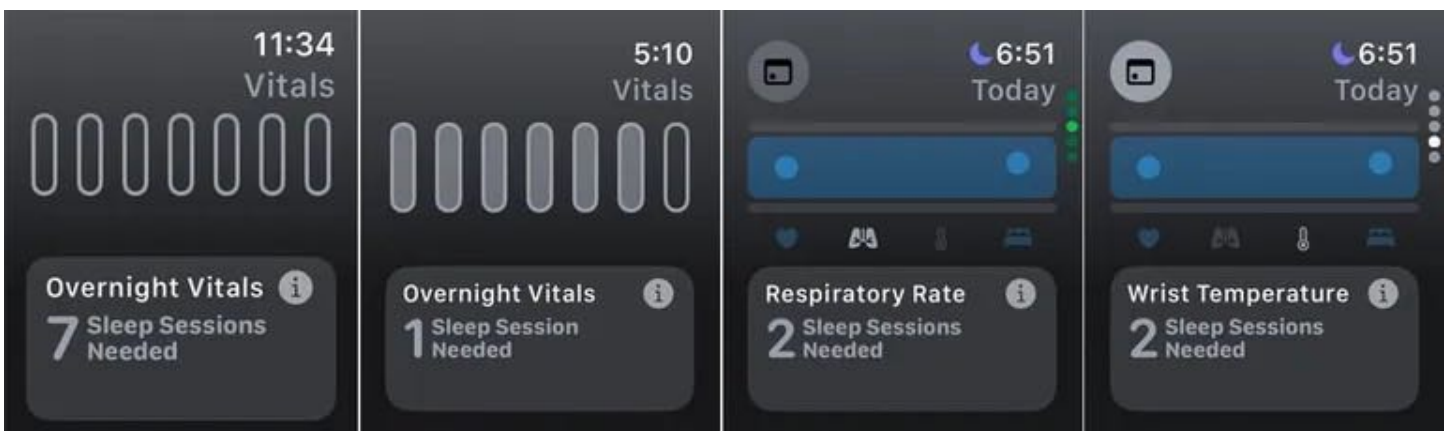 11:34
Vitals
Overnight Vitals
7 Sleep Sessions
Needed
5:10
Vitals
Overnight Vitals
1 Sleep Session
Needed
6:51
Today
Respiratory Rate
2 Sleep Sessions
Needed
6:51
Today
Wrist Temperature
2 Sleep Sessions
Needed